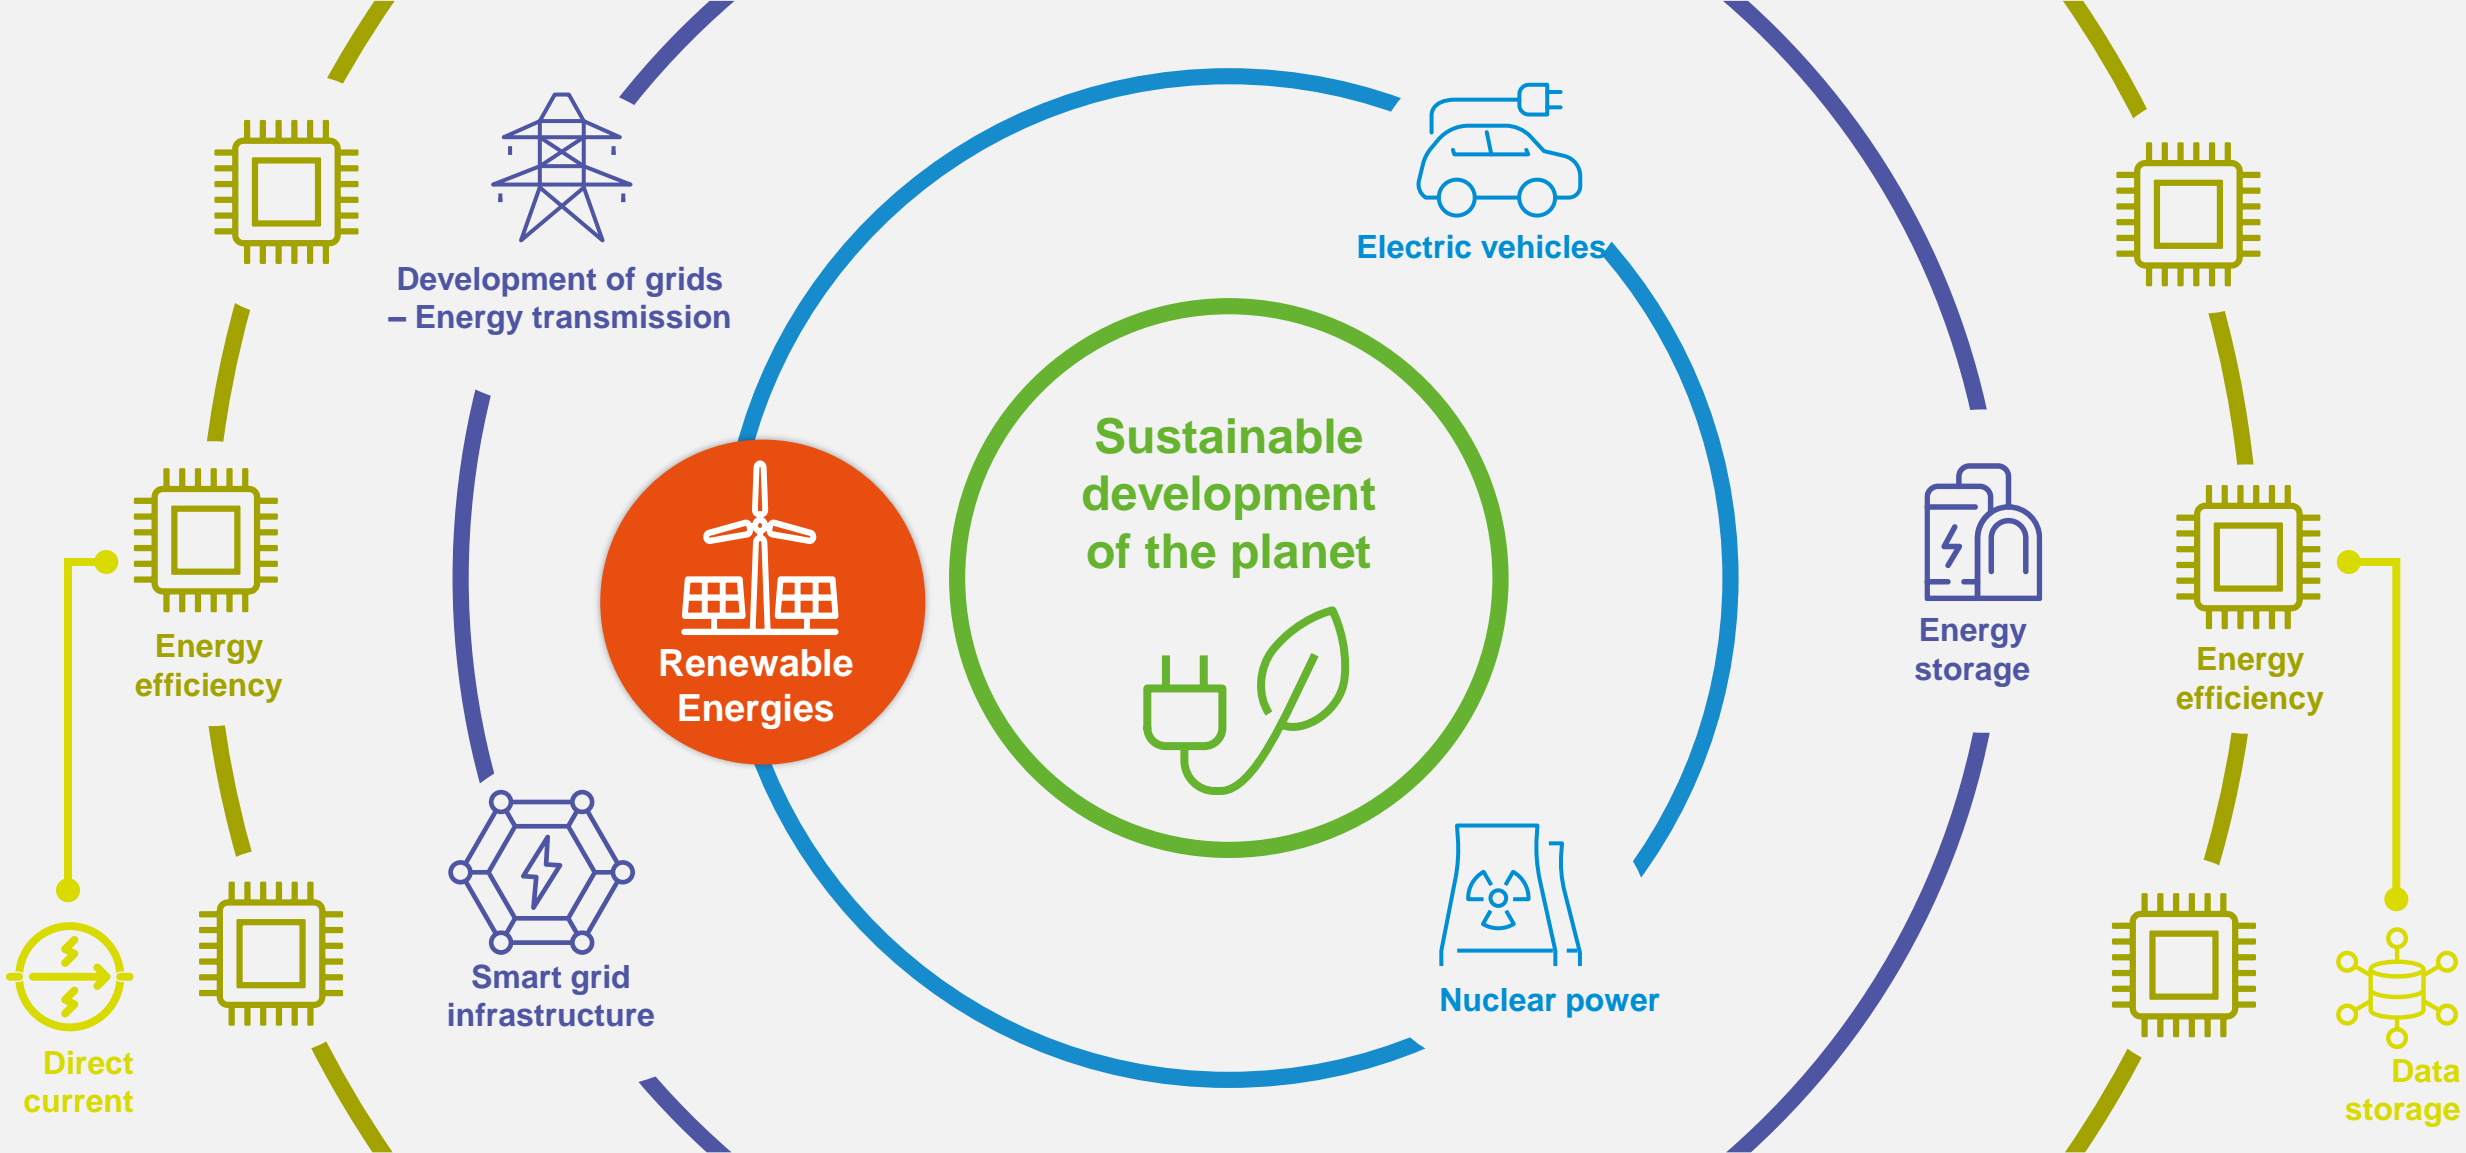 Electric vehicles
Development of grids
– Energy transmission
Sustainable
development
of the planet
Renewable
Energies
Energy
efficiency
Energy
storage
Energy
efficiency
Smart grid
infrastructure
Nuclear power
Direct
current
Data
storage